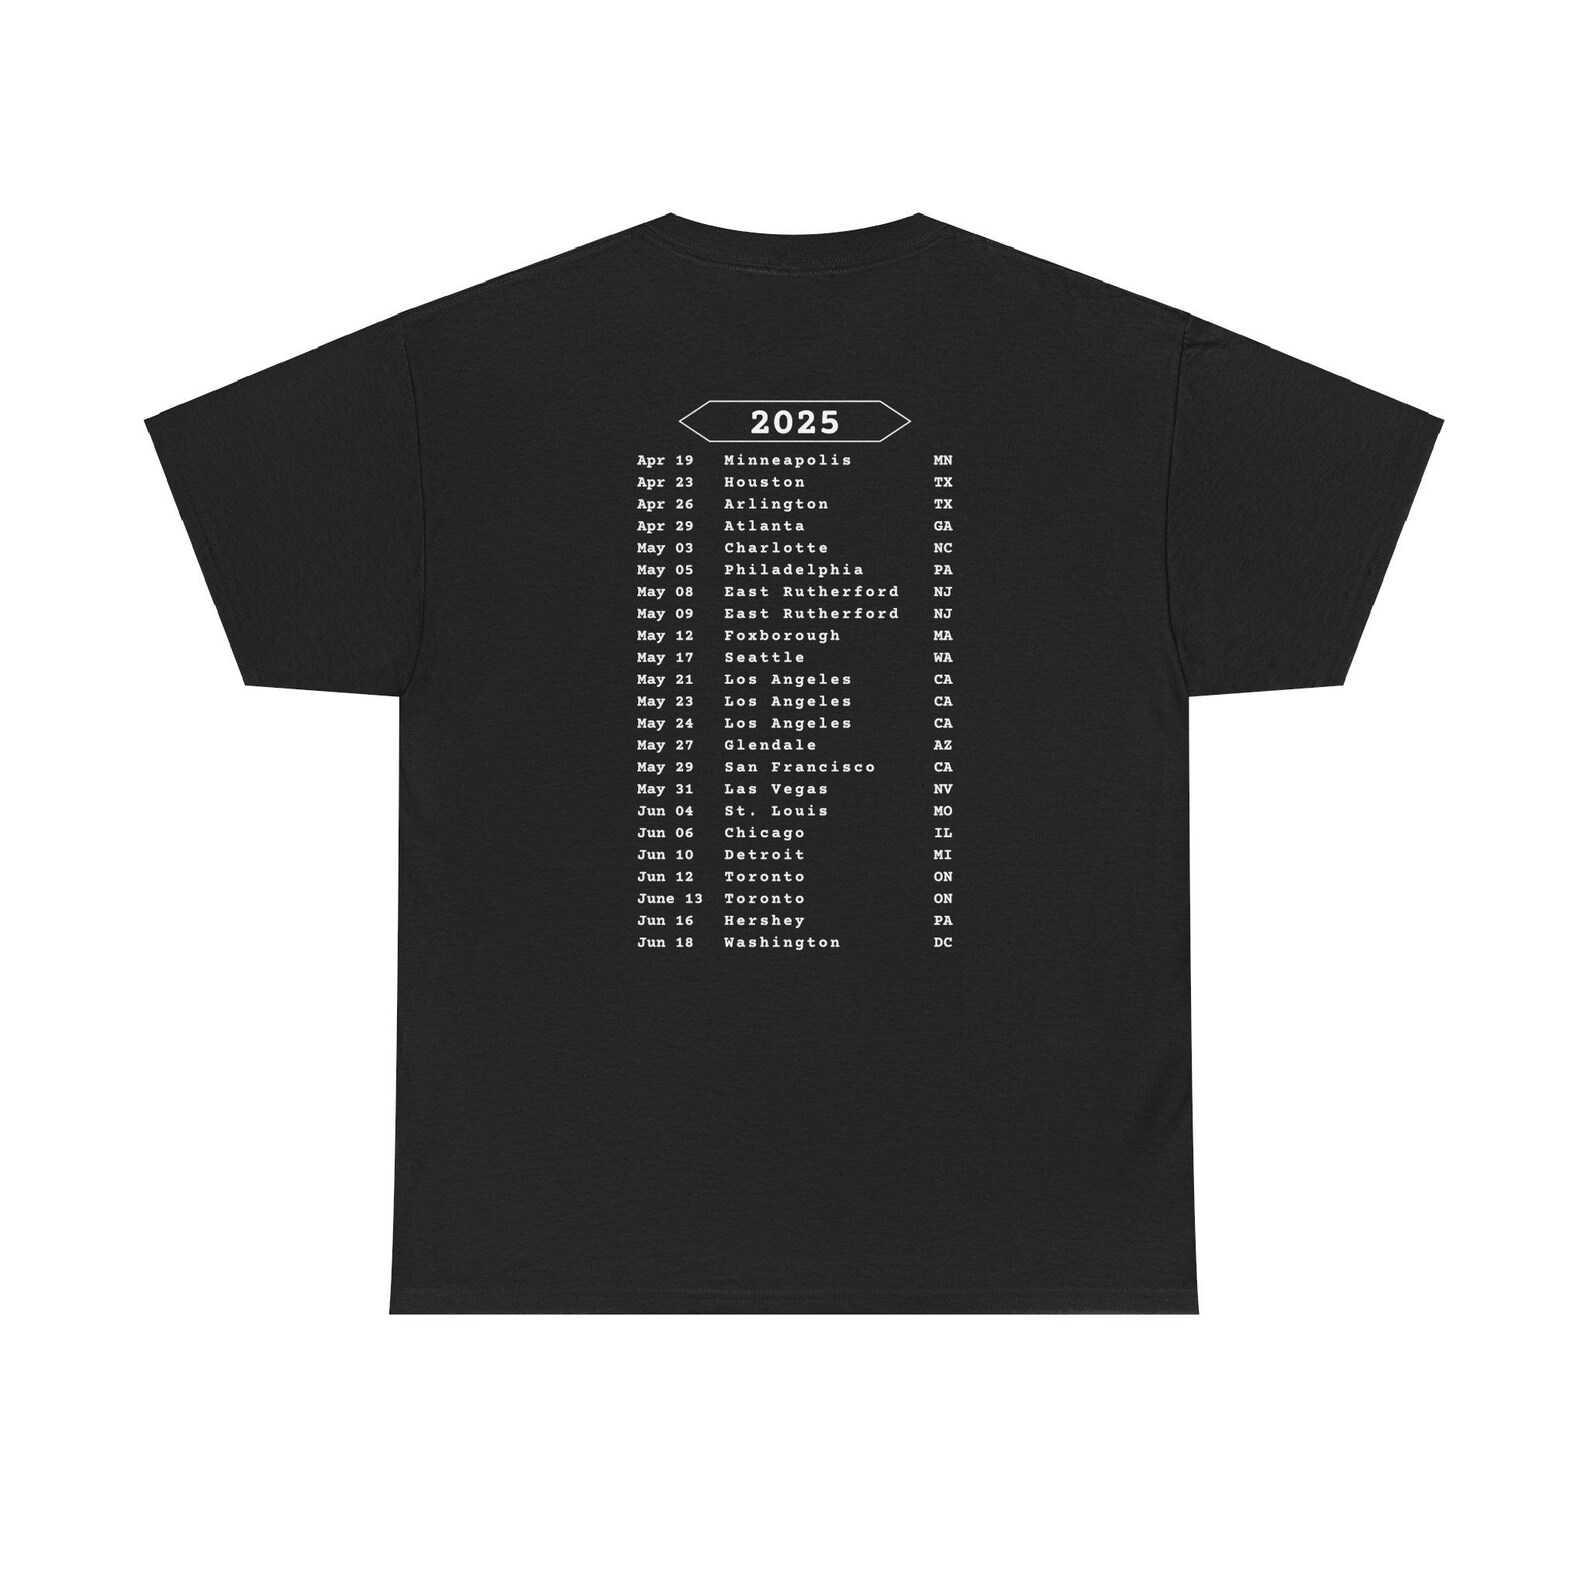 2025
Apr 19 Minneapolis MN
Apr 23 Houston TX
Apr 26 Arlington TX
Apr 29 Atlanta GA
May 03 Charlotte NC
May 05 Philadelphia PA
May 08 East Rutherford NJ
May 09 East Rutherford NJ
May 12 Foxborough MA
May 17 Seattle WA
May 21 Los Angeles CA
May 23 Los Angeles CA
May 24 Los Angeles CA
May 27 Glendale AZ
May 29 San Francisco CA
May 31 Las Vegas NV
Jun 04 St. Louis MO
Jun 06 Chicago IL
Jun 10 Detroit MI
Jun 12 Toronto ON
June 13 Toronto ON
Jun 16 Hershey PA
Jun 18 Washington DC